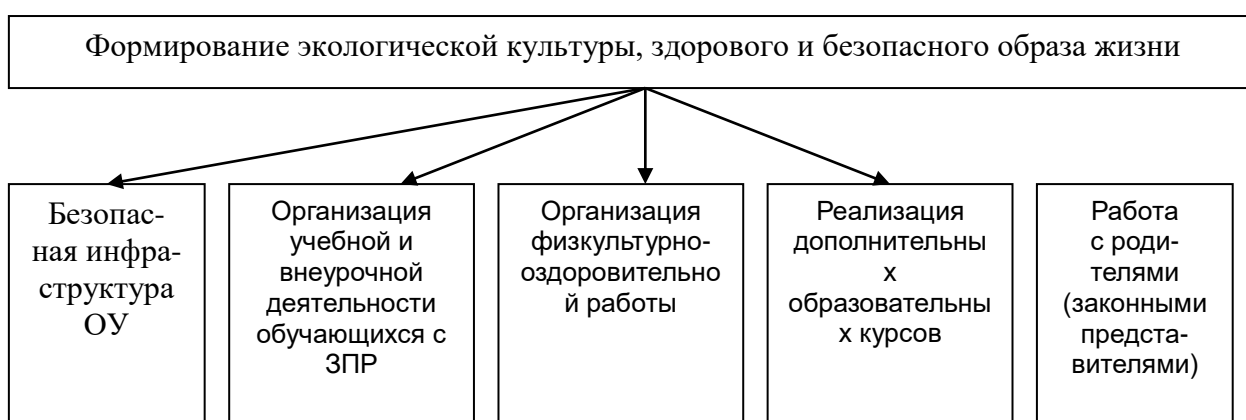 Формирование экологической культуры, здорового и безопасного образа жизни
Безопас-
ная инфра-
структура
ОУ
Организация
учебной и
внеурочной
деятельности
обучающихся с
ЗПР
Организация
физкультурно-
оздоровительно
й работы
Реализация
дополнительны
х
образовательны
х курсов
Работа
с роди-
телями
(законными
предста-
вителями)